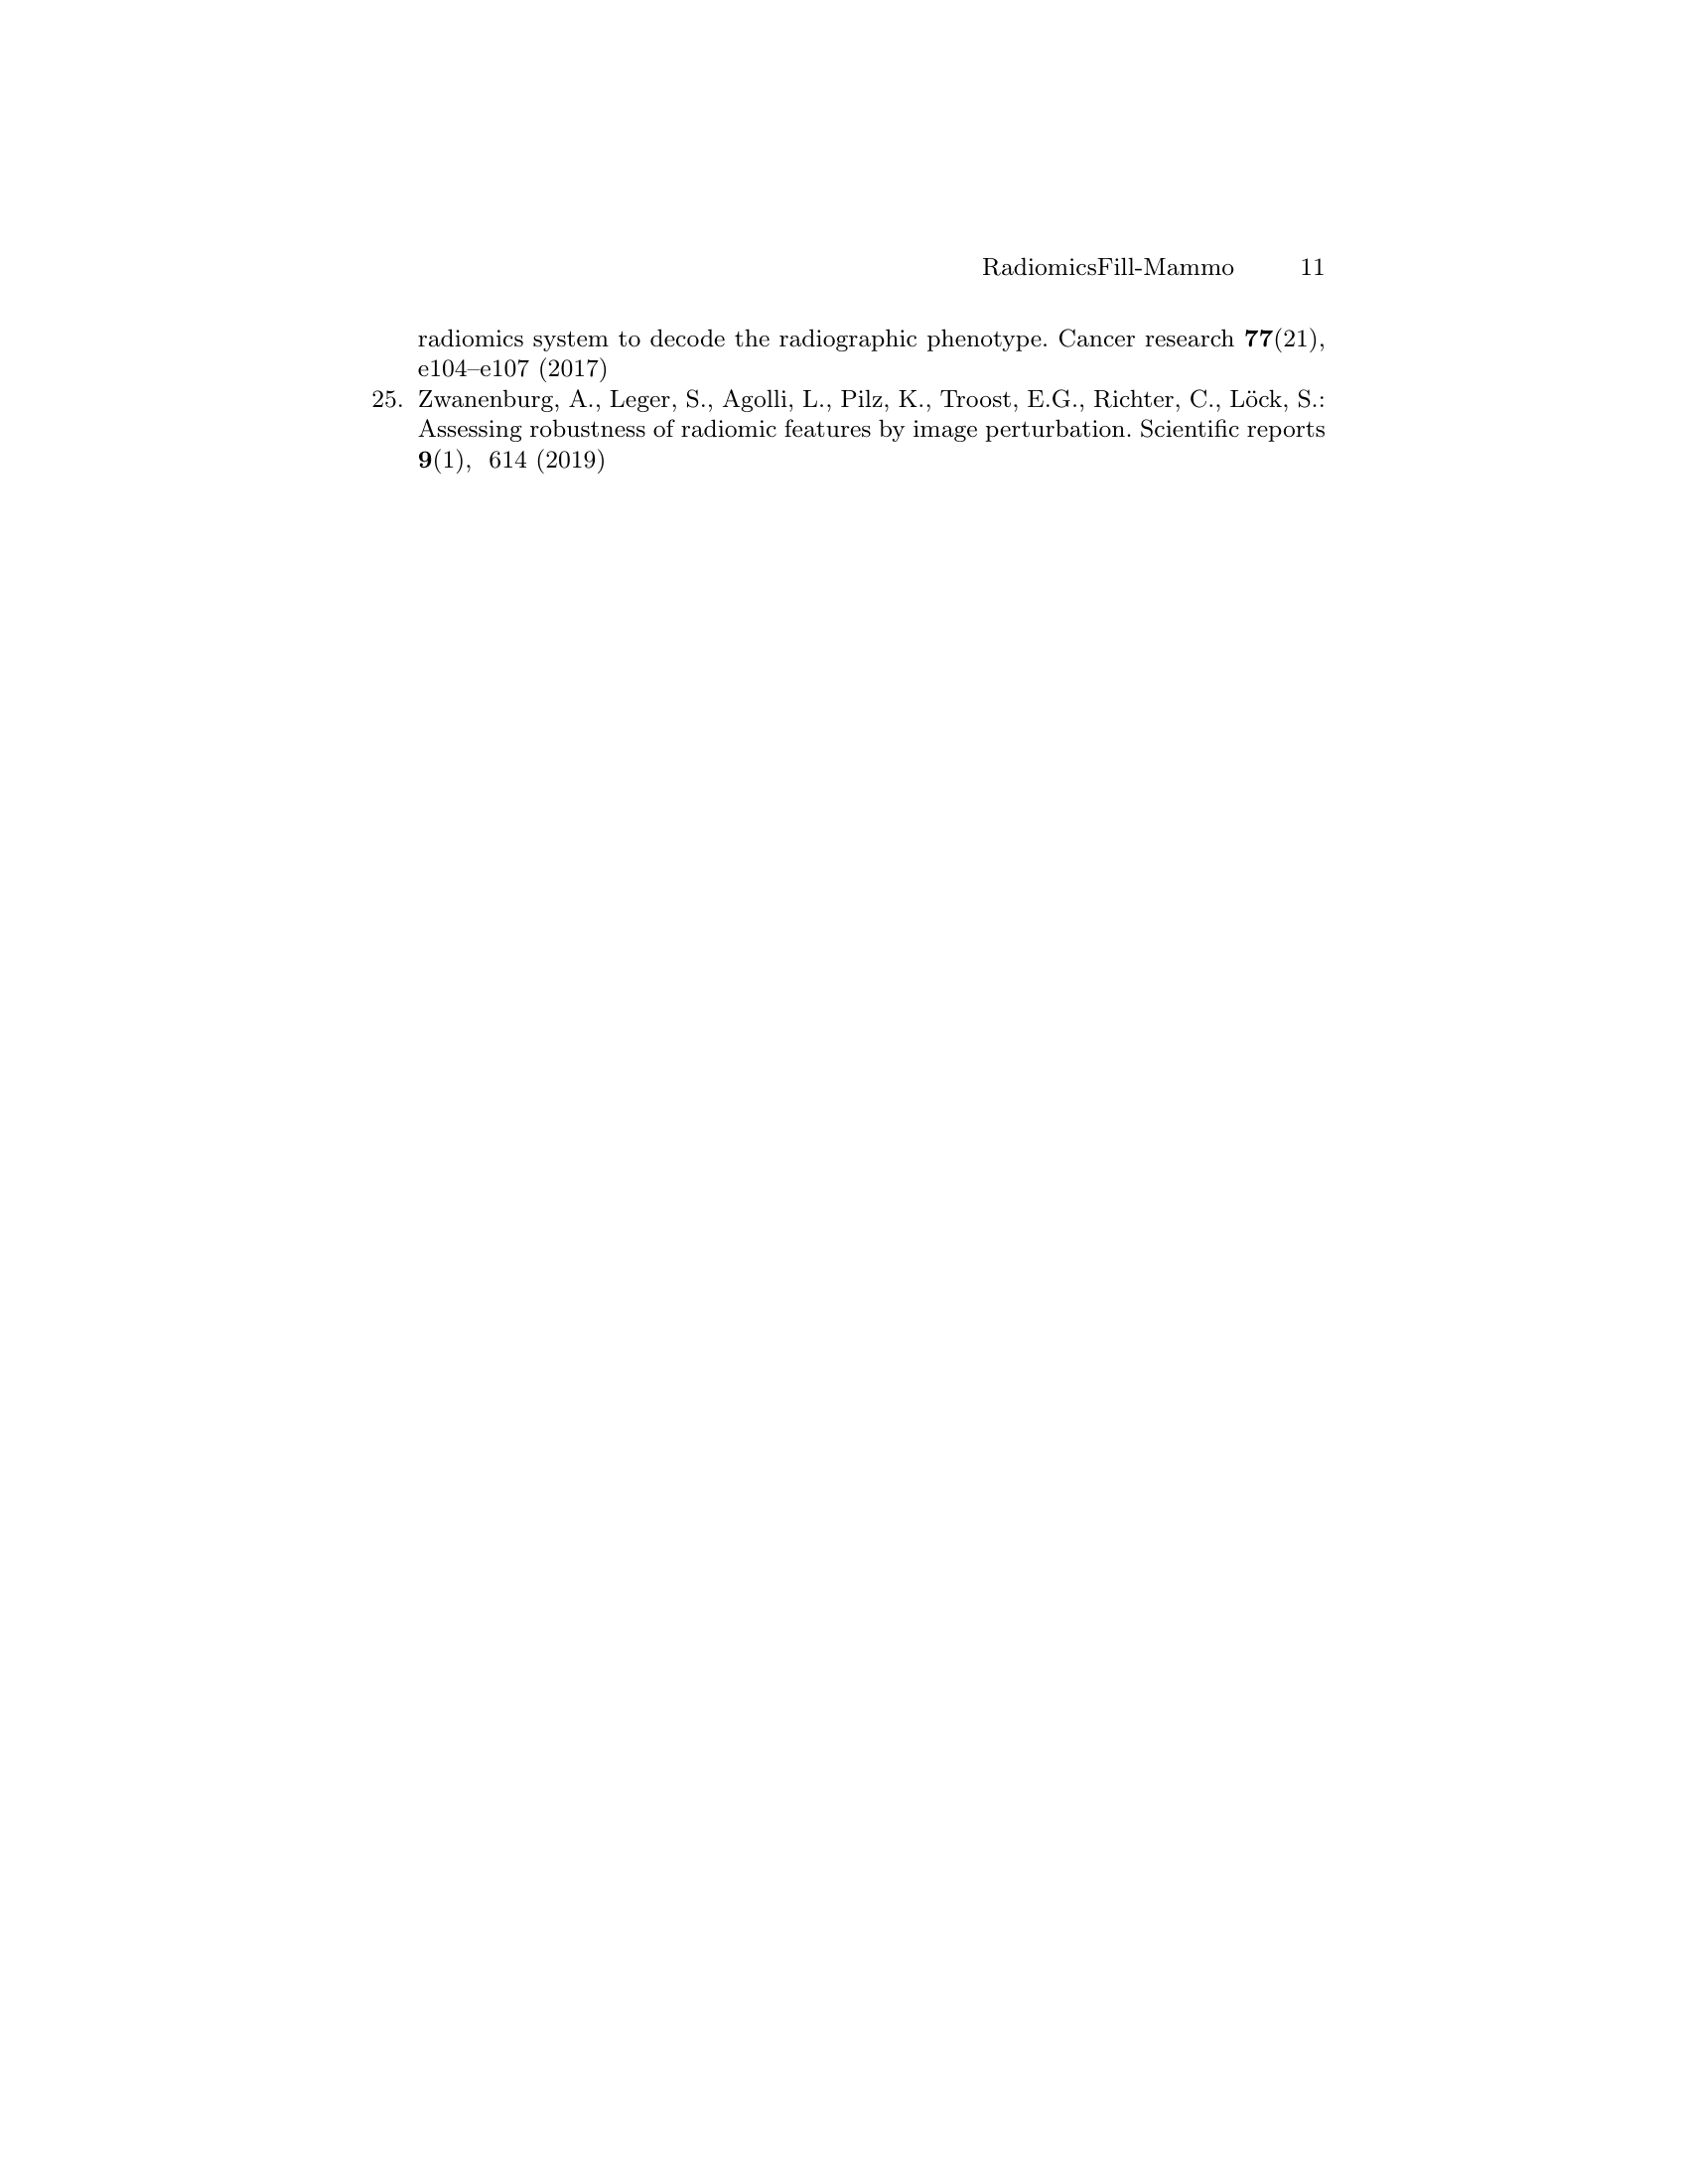 RadiomicsFill-Mammo 11
radiomics system to decode the radiographic phenotype. Cancer research 77(21),
e104–e107 (2017)
25. Zwanenburg, A., Leger, S., Agolli, L., Pilz, K., Troost, E.G., Richter, C., Löck, S.:
Assessing robustness of radiomic features by image perturbation. Scientific reports
9(1), 614 (2019)